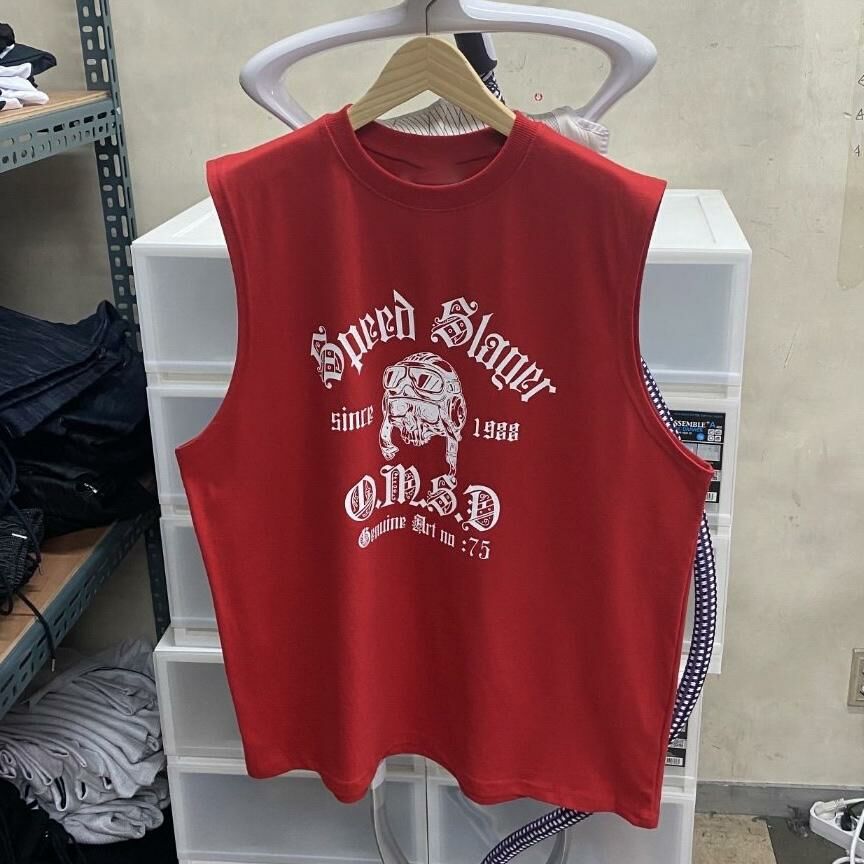 Speed Slayer
since 1988
O.M.S.D
Genuine Art no :75